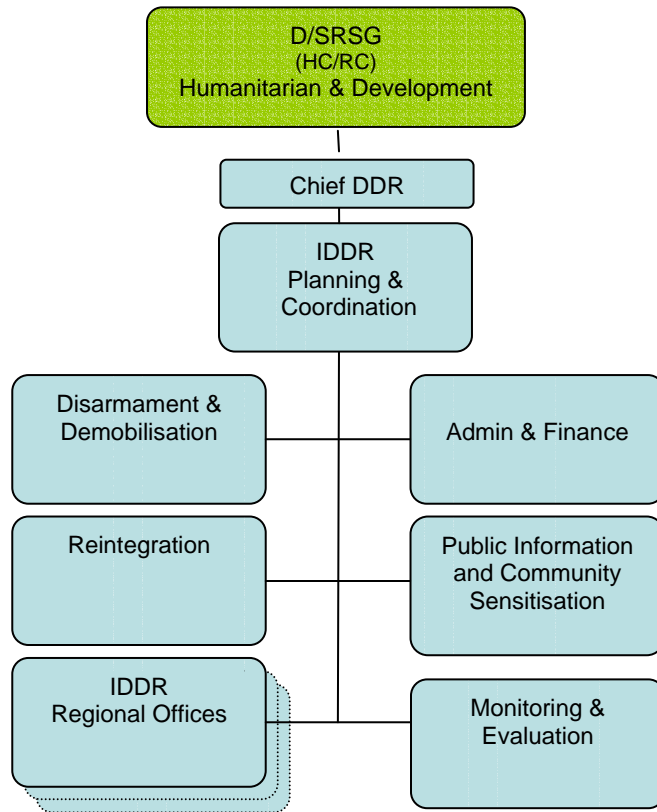 D/SRSG
(HC/RC)
Humanitarian & Development
Chief DDR
IDDR
Planning &
Coordination
Disarmament &
Demobilisation
Admin & Finance
Reintegration
Public Information
and Community
Sensitisation
IDDR
Regional Offices
Monitoring &
Evaluation